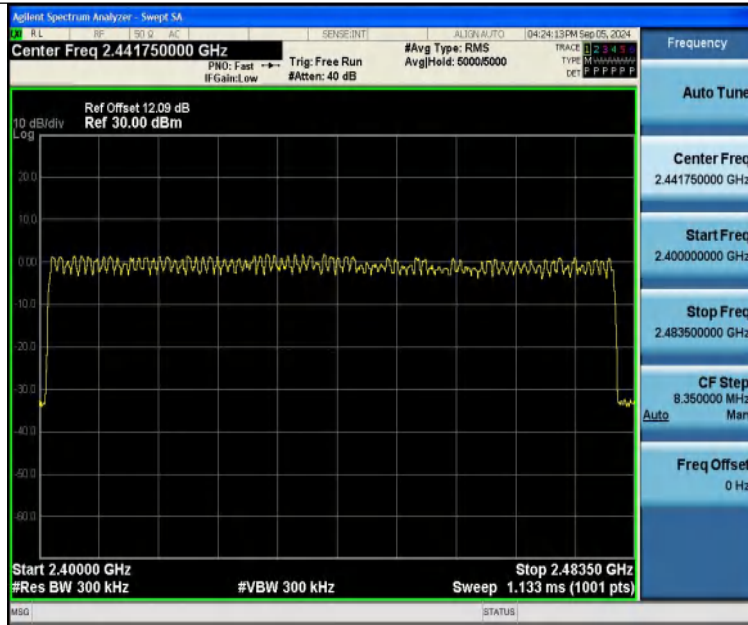 Agilent Spectrum Analyzer - Swept SA
RL RF 50 Ω AC SENSE:INT ALIGN AUTO 04:24:13PM Sep 05, 2024
Center Freq 2.441750000 GHz
PNO: Fast
IFGain:Low
Trig: Free Run
#Atten: 40 dB
#Avg Type: RMS
Avg|Hold: 5000/5000
TRACE 1 2 3 4 5 6
TYPE M
DET P P P P P P
Ref Offset 12.09 dB
Ref 30.00 dBm
10 dB/div
Log
20.0
10.0
0.00
-10.0
-20.0
-30.0
-40.0
-50.0
-60.0
Start 2.40000 GHz
Stop 2.48350 GHz
#Res BW 300 kHz
#VBW 300 kHz
Sweep 1.133 ms (1001 pts)
MSG
STATUS
Frequency
Auto Tune
Center Freq
2.441750000 GHz
Start Freq
2.400000000 GHz
Stop Freq
2.483500000 GHz
CF Step
8.350000 MHz
Auto Man
Freq Offset
0 Hz